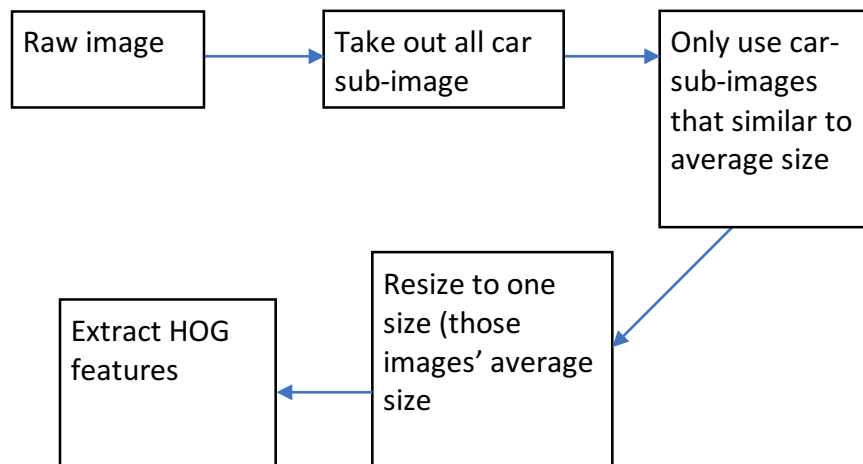 Raw image
Take out all car
sub-image
Only use car-
sub-images
that similar to
average size
Resize to one
size (those
images’ average
size
Extract HOG
features